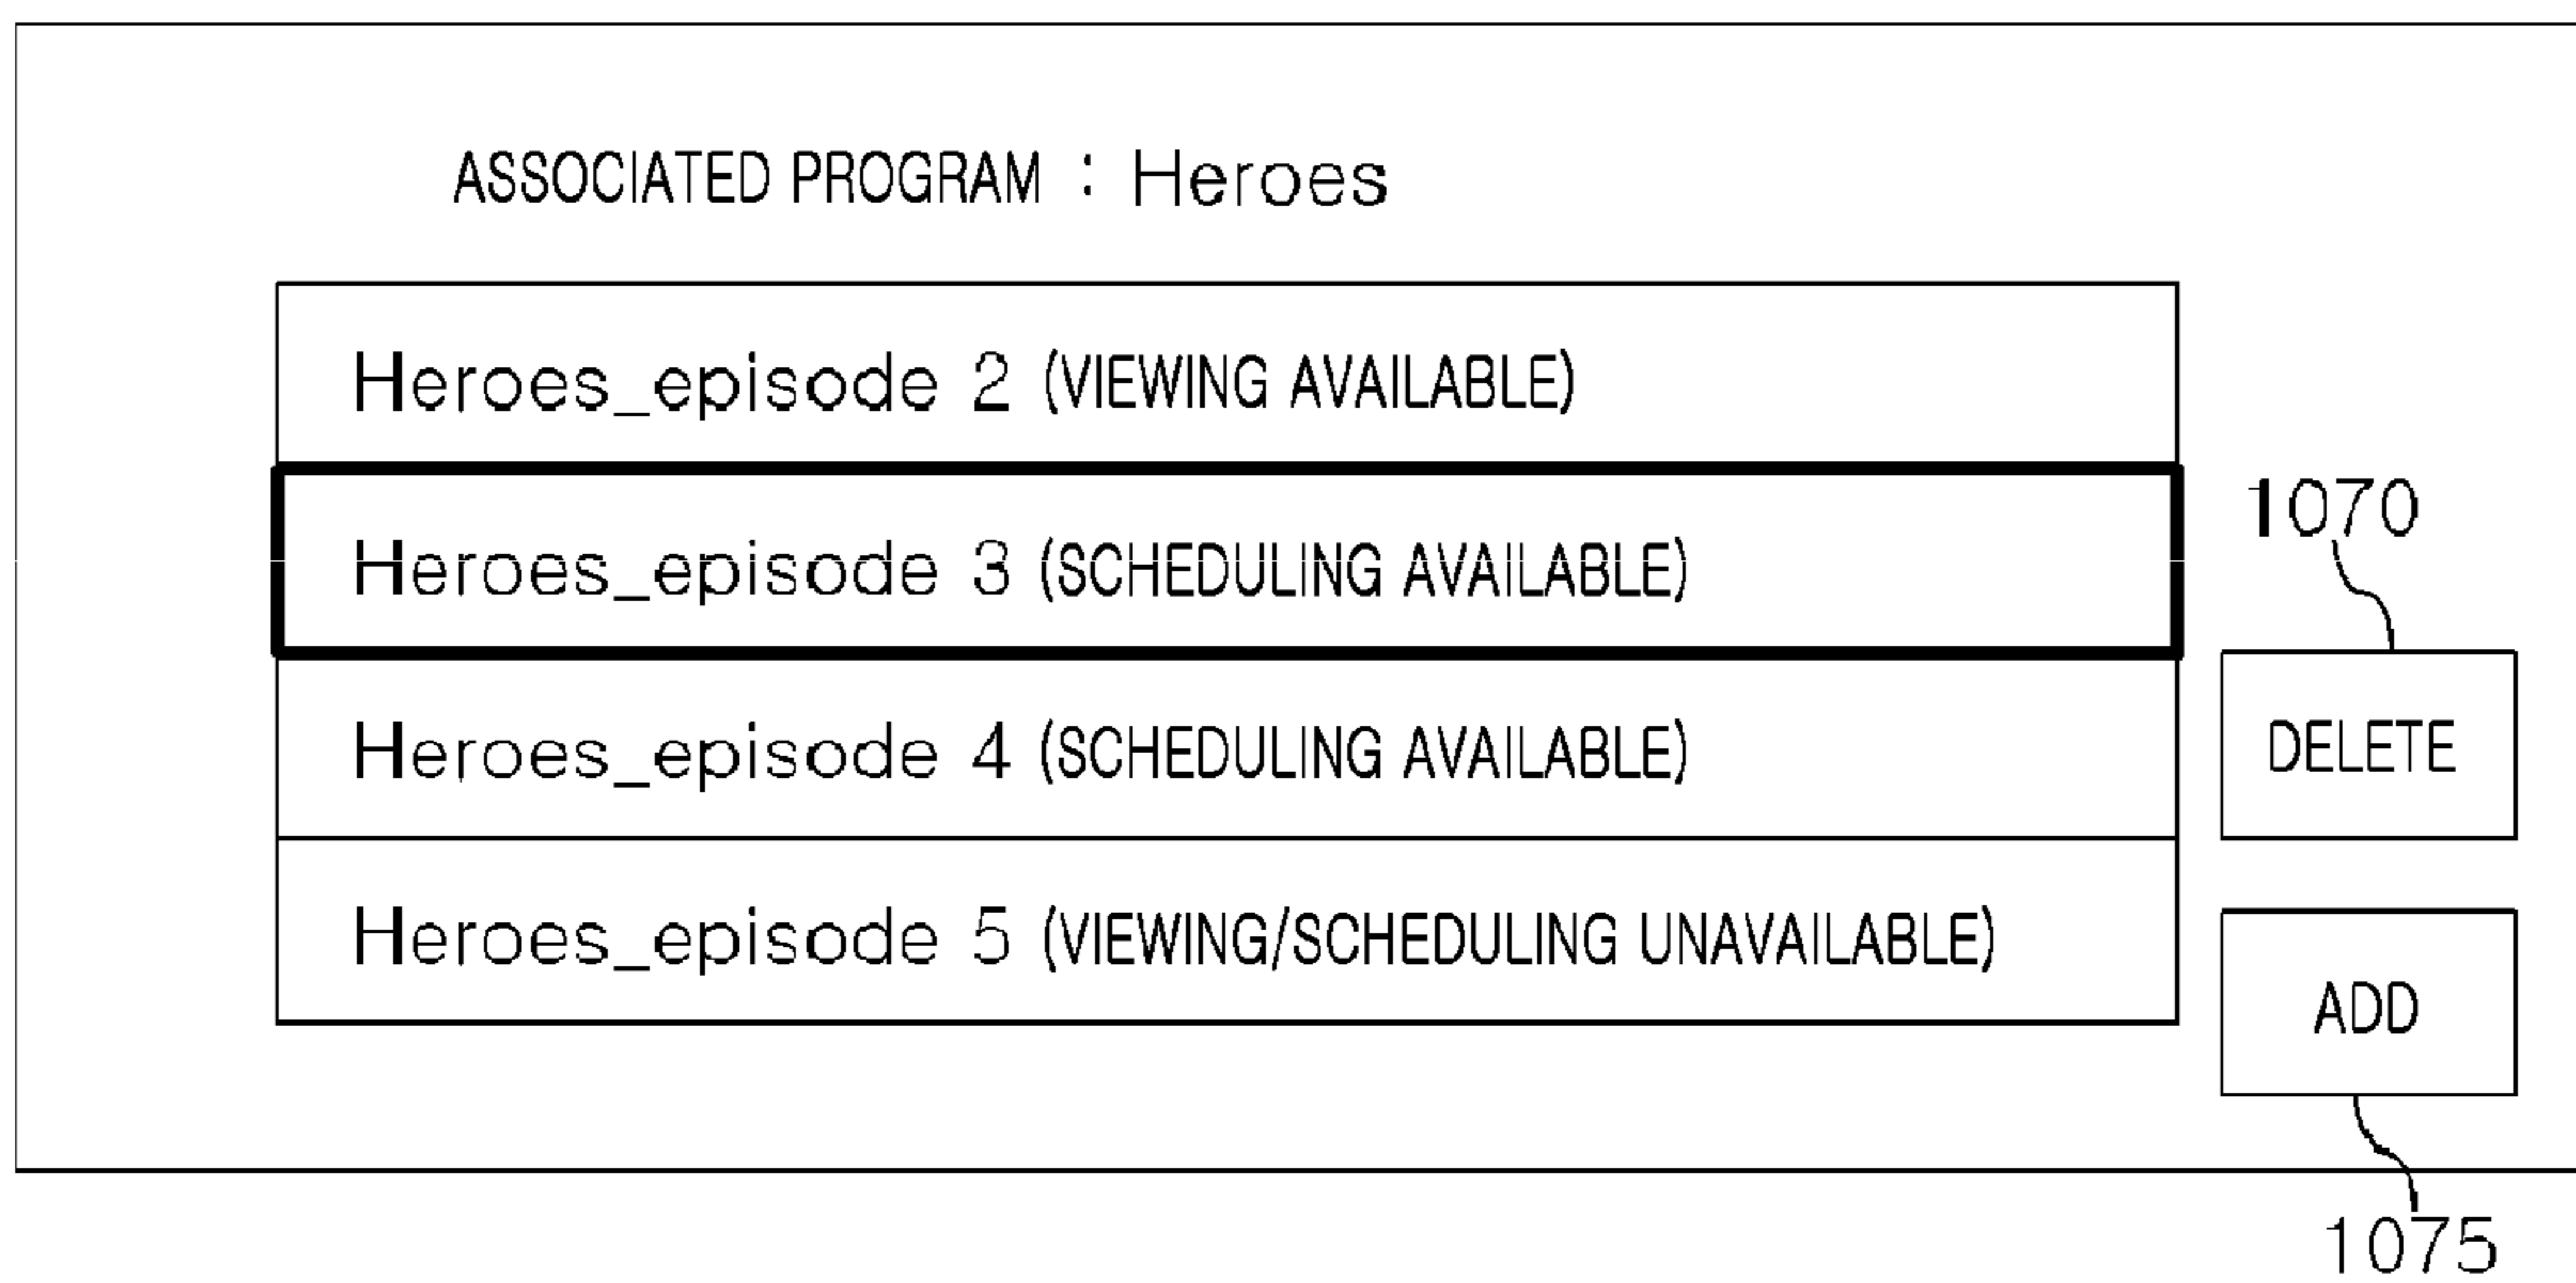 ASSOCIATED PROGRAM : Heroes
Heroes_episode 2 (VIEWING AVAILABLE)
Heroes_episode 3 (SCHEDULING AVAILABLE)
1070
Heroes_episode 4 (SCHEDULING AVAILABLE)
DELETE
Heroes_episode 5 (VIEWING/SCHEDULING UNAVAILABLE)
ADD
1075